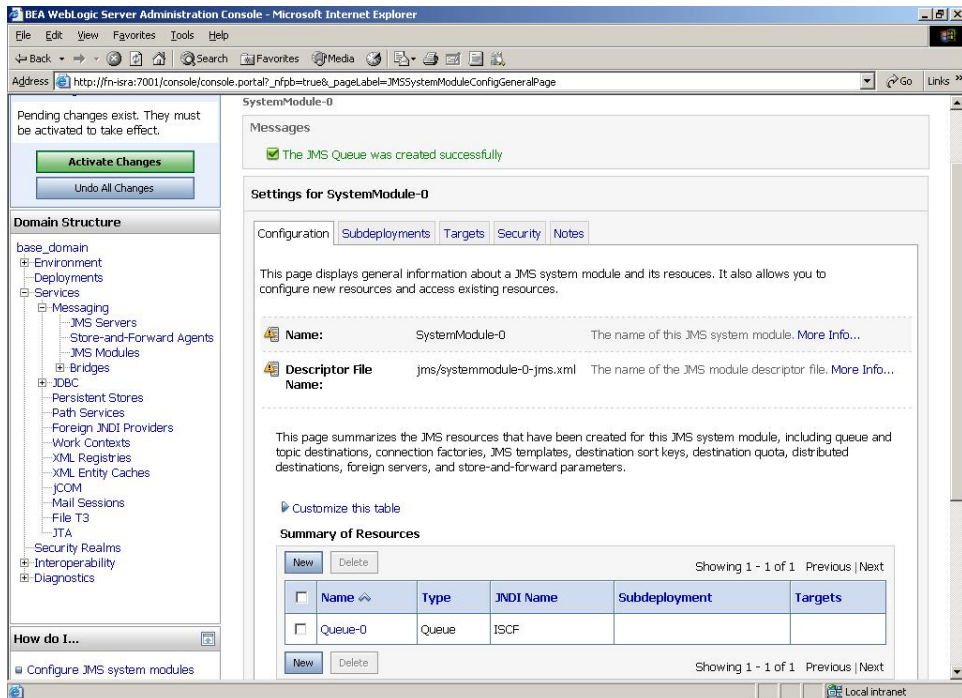 BEA WebLogic Server Administration Console - Microsoft Internet Explorer
File Edit View Favorites Tools Help
Back Search Favorites Media
Address http://fn-isra:7001/console/console.portal?_nfpb=true&_pageLabel=JMSSystemModuleConfigGeneralPage Go Links »
Pending changes exist. They must
be activated to take effect.
Activate Changes
Undo All Changes
Domain Structure
base_domain
Environment
Deployments
Services
Messaging
JMS Servers
Store-and-Forward Agents
JMS Modules
Bridges
JDBC
Persistent Stores
Path Services
Foreign JNDI Providers
Work Contexts
XML Registries
XML Entity Caches
jCOM
Mail Sessions
File T3
JTA
Security Realms
Interoperability
Diagnostics
How do I...
Configure JMS system modules
SystemModule-0
Messages
The JMS Queue was created successfully
Settings for SystemModule-0
Configuration Subdeployments Targets Security Notes
This page displays general information about a JMS system module and its resouces. It also allows you to
configure new resources and access existing resources.
Name: SystemModule-0 The name of this JMS system module. More Info...
Descriptor File jms/systemmodule-0-jms.xml The name of the JMS module descriptor file. More Info...
Name:
This page summarizes the JMS resources that have been created for this JMS system module, including queue and
topic destinations, connection factories, JMS templates, destination sort keys, destination quota, distributed
destinations, foreign servers, and store-and-forward parameters.
Customize this table
Summary of Resources
New Delete Showing 1 - 1 of 1 Previous | Next
Name Type JNDI Name Subdeployment Targets
Queue-0 Queue ISCF
New Delete Showing 1 - 1 of 1 Previous | Next
Local intranet